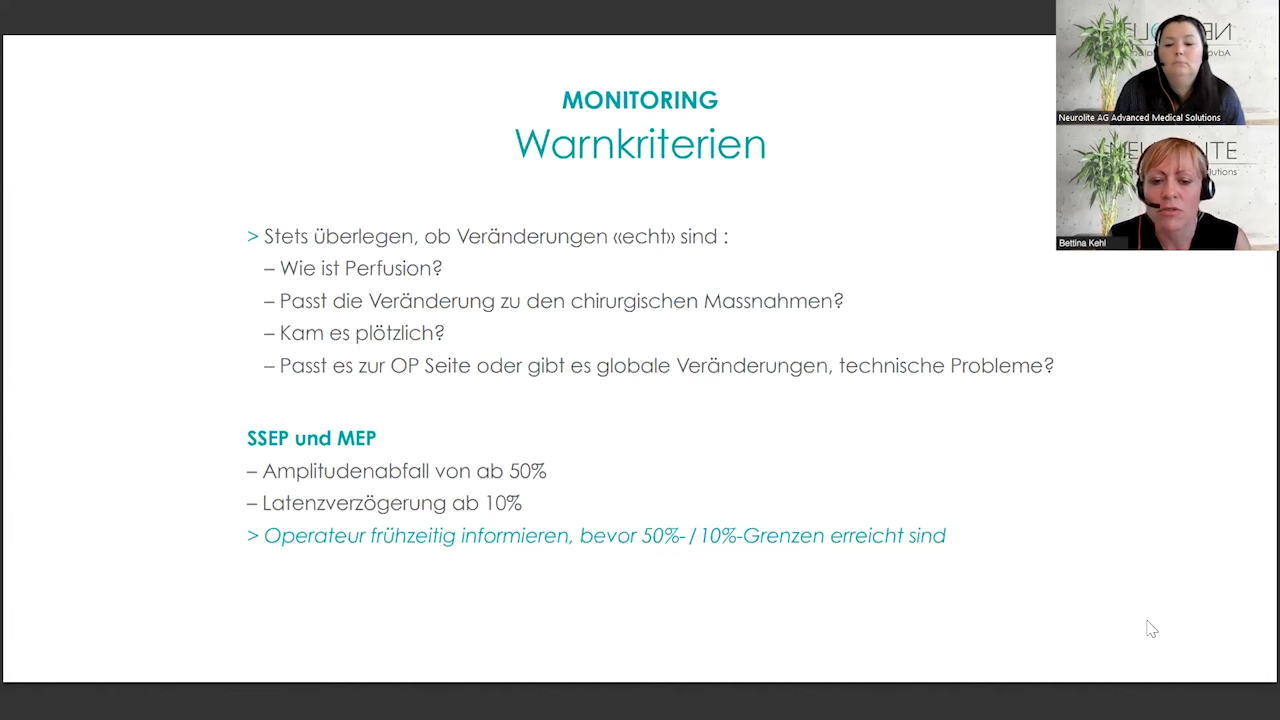 MONITORING
Warnkriterien
> Stets überlegen, ob Veränderungen «echt» sind :
– Wie ist Perfusion?
– Passt die Veränderung zu den chirurgischen Massnahmen?
– Kam es plötzlich?
– Passt es zur OP Seite oder gibt es globale Veränderungen, technische Probleme?
SSEP und MEP
– Amplitudenabfall von ab 50%
– Latenzverzögerung ab 10%
> Operateur frühzeitig informieren, bevor 50%- / 10%-Grenzen erreicht sind
Neurolite AG Advanced Medical Solutions
Bettina Kehl